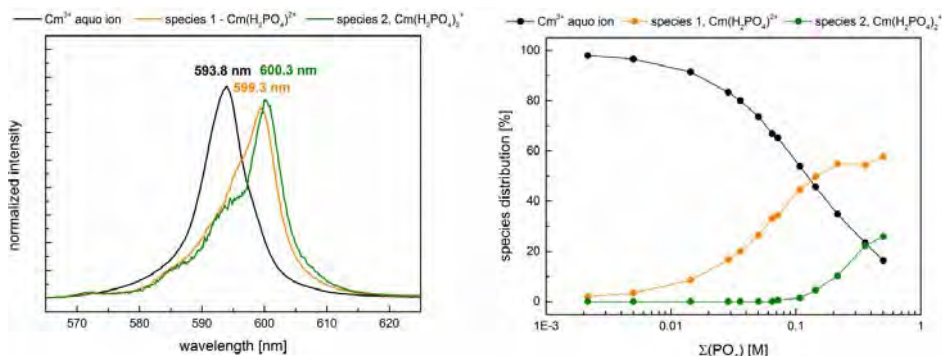 Cm³⁺ aquo ion species 1 - Cm(H₂PO₄)²⁺ species 2, Cm(H₂PO₄)₂⁺
593.8 nm 600.3 nm
599.3 nm
normalized intensity
570 580 590 600 610 620
wavelength [nm]
Cm³⁺ aquo ion species 1, Cm(H₂PO₄)²⁺ species 2, Cm(H₂PO₄)₂⁺
species distribution [%]
100
80
60
40
20
0
1E-3 0.01 0.1 1
Σ(PO₄) [M]